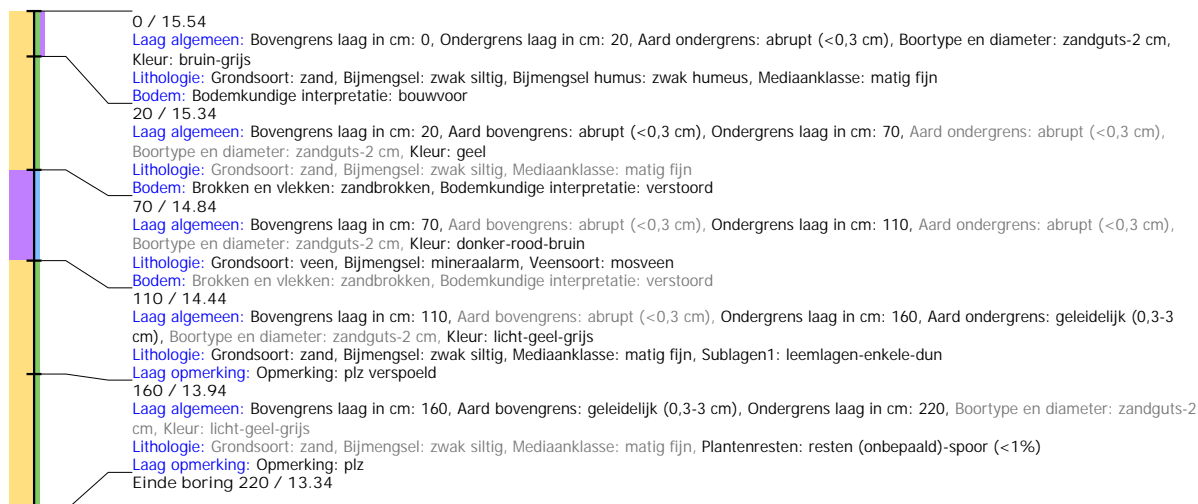 0 / 15.54
Laag algemeen: Bovengrens laag in cm: 0, Ondergrens laag in cm: 20, Aard ondergrens: abrupt (<0,3 cm), Boortype en diameter: zandguts-2 cm,
Kleur: bruin-grijs
Lithologie: Grondsoort: zand, Bijmengsel: zwak siltig, Bijmengsel humus: zwak humeus, Mediaanklasse: matig fijn
Bodem: Bodemkundige interpretatie: bouwvoor
20 / 15.34
Laag algemeen: Bovengrens laag in cm: 20, Aard bovengrens: abrupt (<0,3 cm), Ondergrens laag in cm: 70, Aard ondergrens: abrupt (<0,3 cm),
Boortype en diameter: zandguts-2 cm, Kleur: geel
Lithologie: Grondsoort: zand, Bijmengsel: zwak siltig, Mediaanklasse: matig fijn
Bodem: Brokken en vlekken: zandbrokken, Bodemkundige interpretatie: verstoord
70 / 14.84
Laag algemeen: Bovengrens laag in cm: 70, Aard bovengrens: abrupt (<0,3 cm), Ondergrens laag in cm: 110, Aard ondergrens: abrupt (<0,3 cm),
Boortype en diameter: zandguts-2 cm, Kleur: donker-rood-bruin
Lithologie: Grondsoort: veen, Bijmengsel: mineraalarm, Veensoort: mosveen
Bodem: Brokken en vlekken: zandbrokken, Bodemkundige interpretatie: verstoord
110 / 14.44
Laag algemeen: Bovengrens laag in cm: 110, Aard bovengrens: abrupt (<0,3 cm), Ondergrens laag in cm: 160, Aard ondergrens: geleidelijk (0,3-3
cm), Boortype en diameter: zandguts-2 cm, Kleur: licht-geel-grijs
Lithologie: Grondsoort: zand, Bijmengsel: zwak siltig, Mediaanklasse: matig fijn, Sublagen1: leemlagen-enkele-dun
Laag opmerking: Opmerking: plz verspoeld
160 / 13.94
Laag algemeen: Bovengrens laag in cm: 160, Aard bovengrens: geleidelijk (0,3-3 cm), Ondergrens laag in cm: 220, Boortype en diameter: zandguts-2
cm, Kleur: licht-geel-grijs
Lithologie: Grondsoort: zand, Bijmengsel: zwak siltig, Mediaanklasse: matig fijn, Plantenresten: resten (onbepaald)-spoor (<1%)
Laag opmerking: Opmerking: plz
Einde boring 220 / 13.34